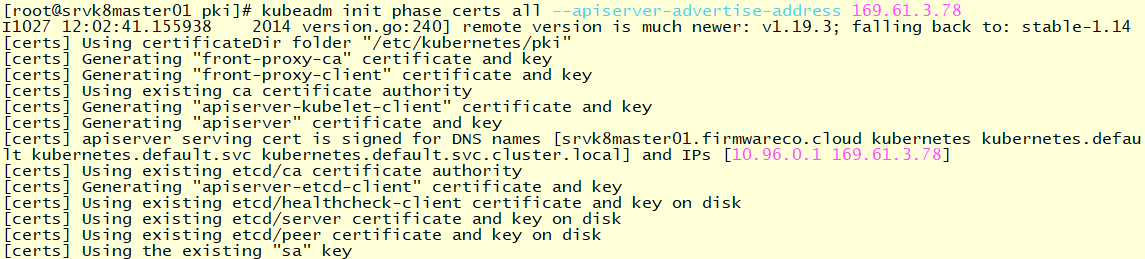 [root@srvk8master01 pki]# kubeadm init phase certs all --apiserver-advertise-address 169.61.3.78
I1027 12:02:41.155938    2014 version.go:240] remote version is much newer: v1.19.3; falling back to: stable-1.14
[certs] Using certificateDir folder "/etc/kubernetes/pki"
[certs] Generating "front-proxy-ca" certificate and key
[certs] Generating "front-proxy-client" certificate and key
[certs] Using existing ca certificate authority
[certs] Generating "apiserver-kubelet-client" certificate and key
[certs] Generating "apiserver" certificate and key
[certs] apiserver serving cert is signed for DNS names [srvk8master01.firmwareco.cloud kubernetes kubernetes.defau
lt kubernetes.default.svc kubernetes.default.svc.cluster.local] and IPs [10.96.0.1 169.61.3.78]
[certs] Using existing etcd/ca certificate authority
[certs] Generating "apiserver-etcd-client" certificate and key
[certs] Using existing etcd/healthcheck-client certificate and key on disk
[certs] Using existing etcd/server certificate and key on disk
[certs] Using existing etcd/peer certificate and key on disk
[certs] Using the existing "sa" key